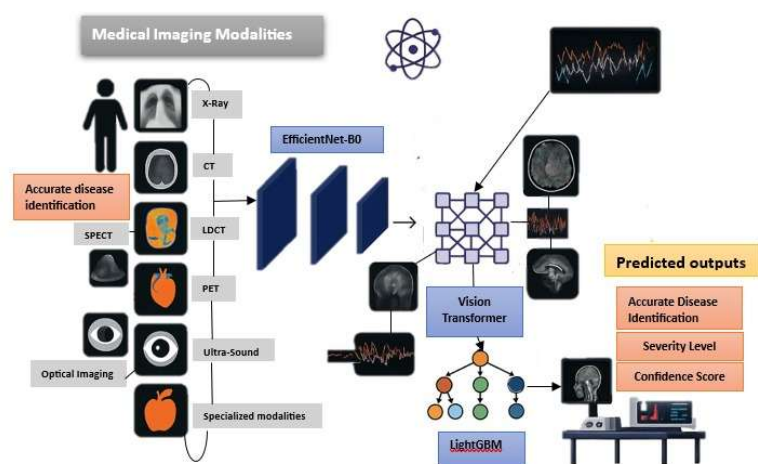 Medical Imaging Modalities
X-Ray
EfficientNet-B0
CT
Accurate disease
identification
SPECT
LDCT
PET
Predicted outputs
Vision
Transformer
Accurate Disease
Identification
Ultra-Sound
Severity Level
Optical Imaging
Confidence Score
Specialized modalities
LightGBM